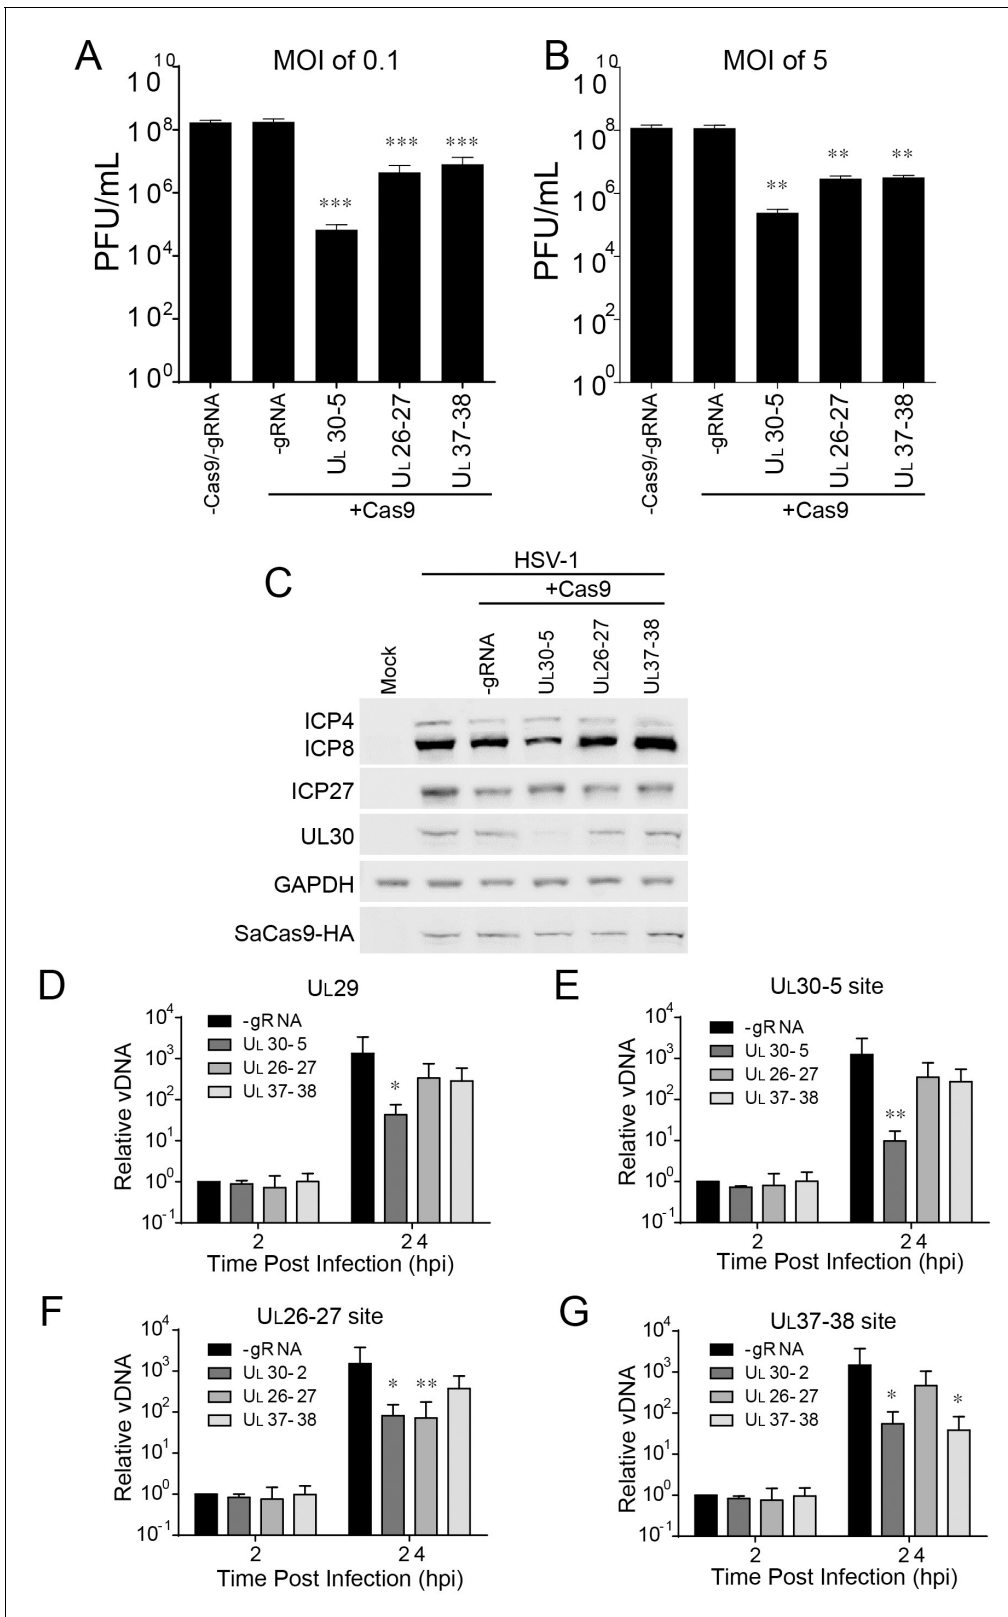 A
MOI of 0.1
PFU/mL
10^10
10^8
10^6
10^4
10^2
10^0
***
***
***
-Cas9/-gRNA
-gRNA
UL 30-5
UL 26-27
UL 37-38
+Cas9
B
MOI of 5
PFU/mL
10^10
10^8
10^6
10^4
10^2
10^0
**
**
**
-Cas9/-gRNA
-gRNA
UL 30-5
UL 26-27
UL 37-38
+Cas9
C
HSV-1
+Cas9
Mock
-gRNA
UL30-5
UL26-27
UL37-38
ICP4
ICP8
ICP27
UL30
GAPDH
SaCas9-HA
D
UL29
Relative vDNA
10^4
10^3
10^2
10^1
10^0
10^-1
-gRNA
UL 30-5
UL 26-27
UL 37-38
*
2
24
Time Post Infection (hpi)
E
UL30-5 site
Relative vDNA
10^4
10^3
10^2
10^1
10^0
10^-1
-gRNA
UL 30-5
UL 26-27
UL 37-38
**
2
24
Time Post Infection (hpi)
F
UL26-27 site
Relative vDNA
10^4
10^3
10^2
10^1
10^0
10^-1
-gRNA
UL 30-2
UL 26-27
UL 37-38
*
**
2
24
Time Post Infection (hpi)
G
UL37-38 site
Relative vDNA
10^4
10^3
10^2
10^1
10^0
10^-1
-gRNA
UL 30-2
UL 26-27
UL 37-38
*
*
2
24
Time Post Infection (hpi)